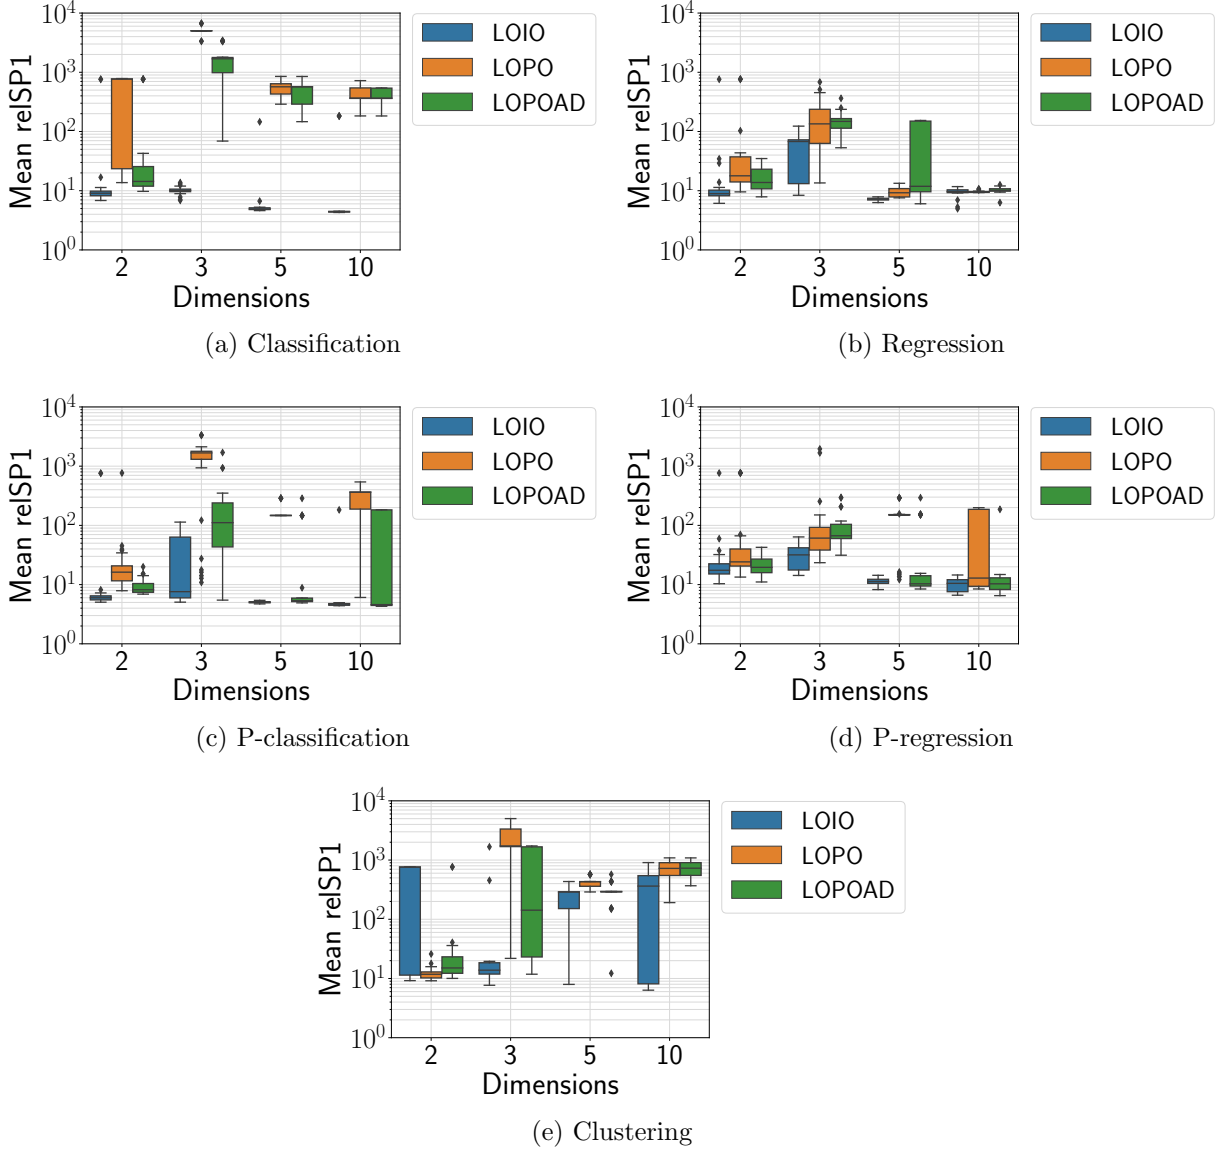 10^4
10^3
10^2
10^1
10^0
Mean relSP1
2 3 5 10
Dimensions
LOIO
LOPO
LOPOAD
(a) Classification
10^4
10^3
10^2
10^1
10^0
Mean relSP1
2 3 5 10
Dimensions
LOIO
LOPO
LOPOAD
(b) Regression
10^4
10^3
10^2
10^1
10^0
Mean relSP1
2 3 5 10
Dimensions
LOIO
LOPO
LOPOAD
(c) P-classification
10^4
10^3
10^2
10^1
10^0
Mean relSP1
2 3 5 10
Dimensions
LOIO
LOPO
LOPOAD
(d) P-regression
10^4
10^3
10^2
10^1
10^0
Mean relSP1
2 3 5 10
Dimensions
LOIO
LOPO
LOPOAD
(e) Clustering